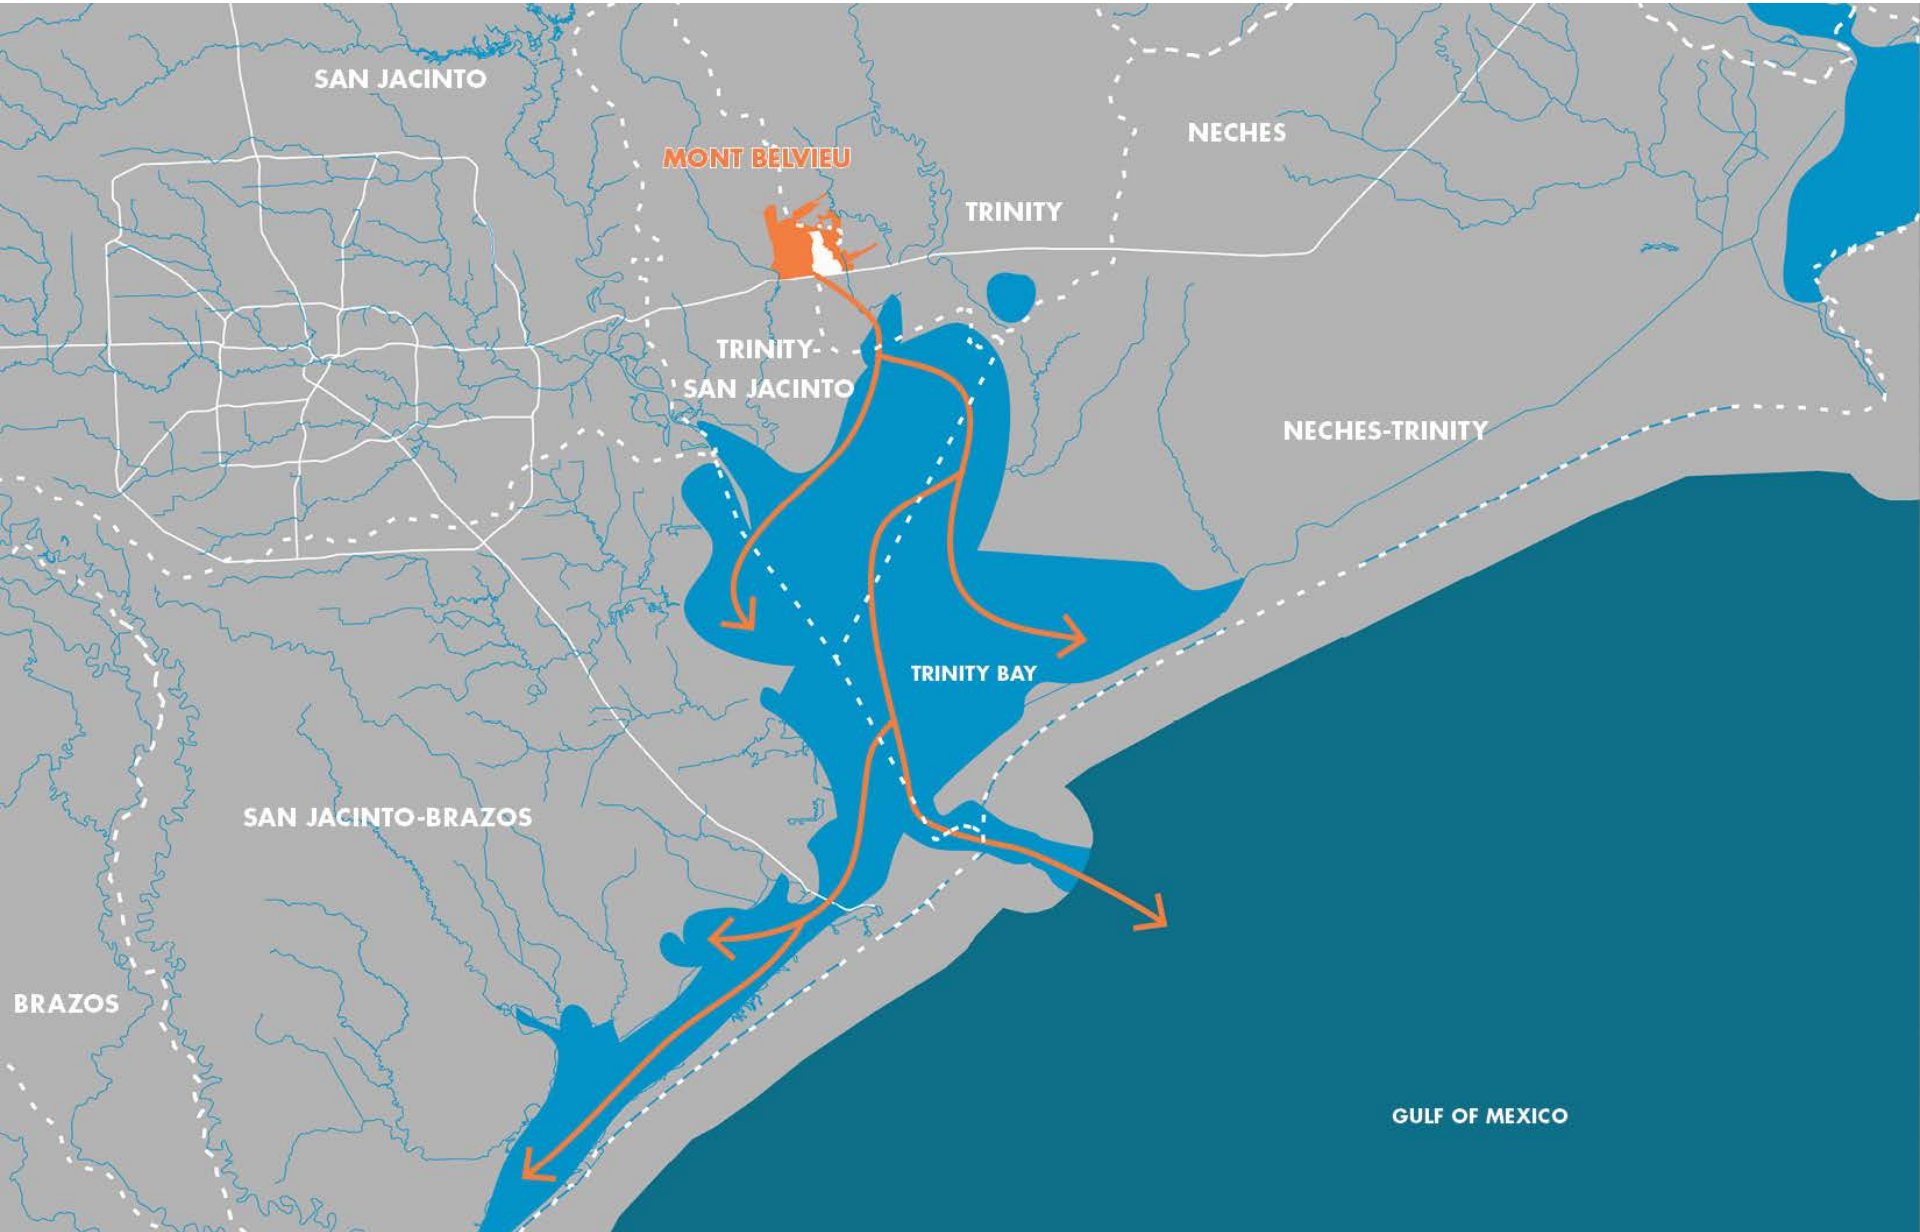 SAN JACINTO
NECHES
MONT BELVIEU
TRINITY
TRINITY-
SAN JACINTO
NECHES-TRINITY
TRINITY BAY
SAN JACINTO-BRAZOS
BRAZOS
GULF OF MEXICO